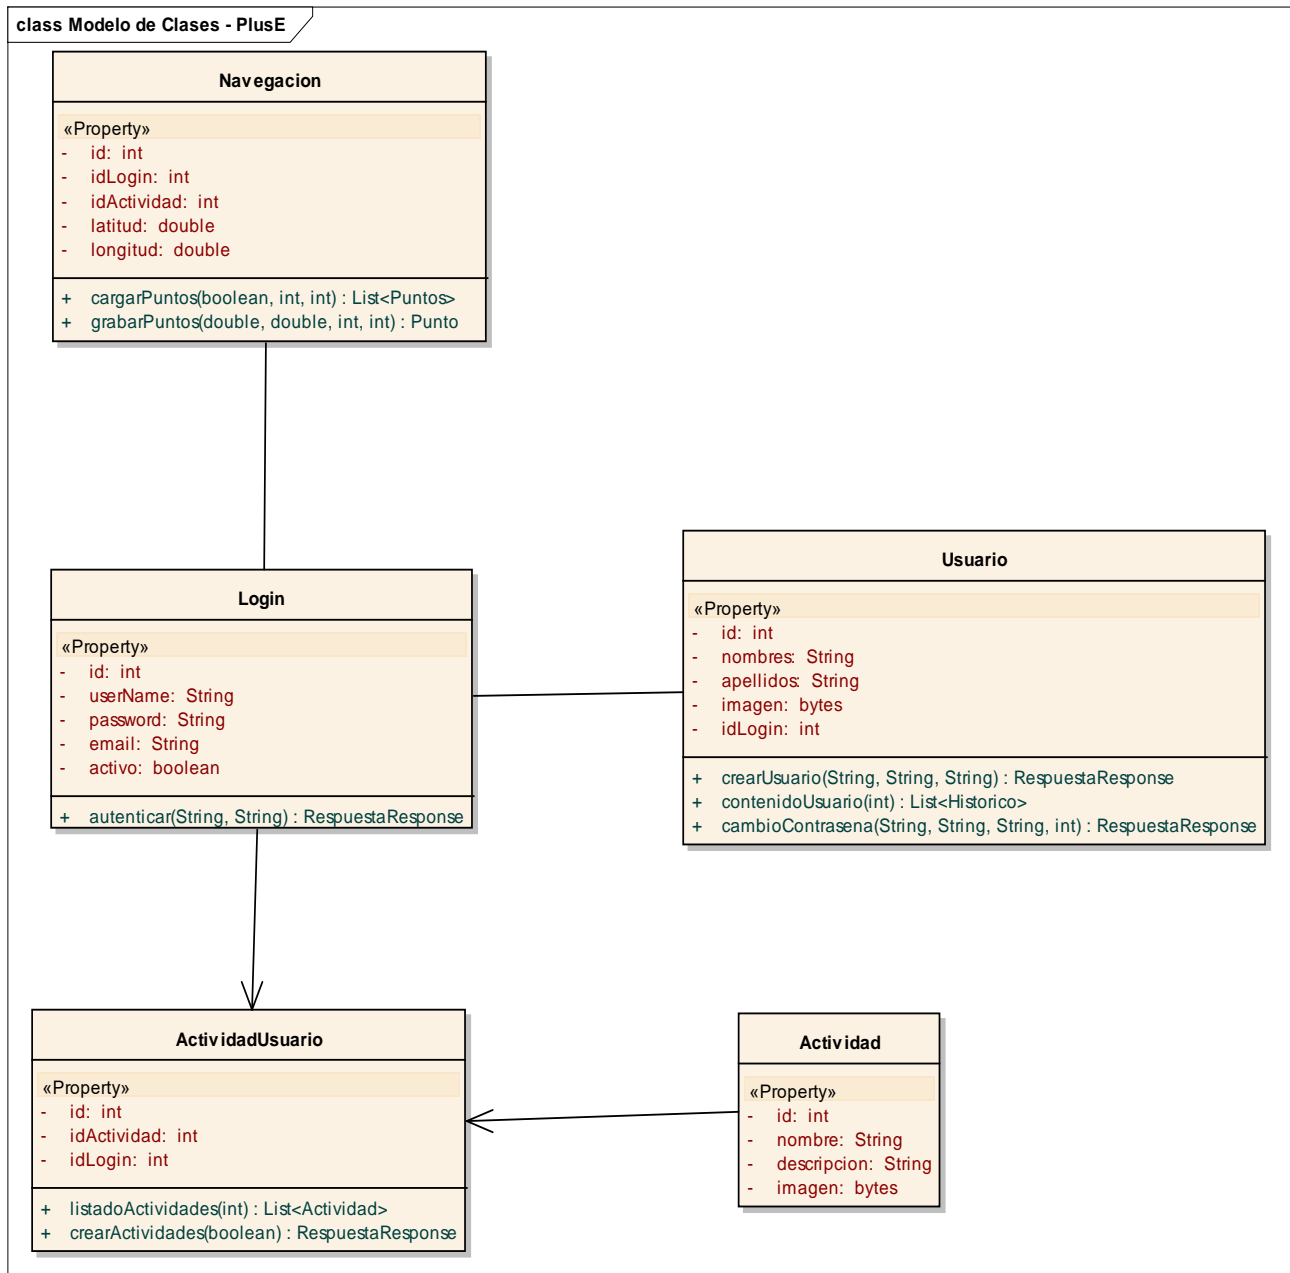 class Modelo de Clases - PlusE
Navegacion
«Property»
- id: int
- idLogin: int
- idActividad: int
- latitud: double
- longitud: double
+ cargarPuntos(boolean, int, int) : List<Puntos>
+ grabarPuntos(double, double, int, int) : Punto
Login
«Property»
- id: int
- userName: String
- password: String
- email: String
- activo: boolean
+ autenticar(String, String) : RespuestaResponse
Usuario
«Property»
- id: int
- nombres: String
- apellidos: String
- imagen: bytes
- idLogin: int
+ crearUsuario(String, String, String) : RespuestaResponse
+ contenidoUsuario(int) : List<Historico>
+ cambioContrasena(String, String, String, int) : RespuestaResponse
ActividadUsuario
«Property»
- id: int
- idActividad: int
- idLogin: int
+ listadoActividades(int) : List<Actividad>
+ crearActividades(boolean) : RespuestaResponse
Actividad
«Property»
- id: int
- nombre: String
- descripcion: String
- imagen: bytes